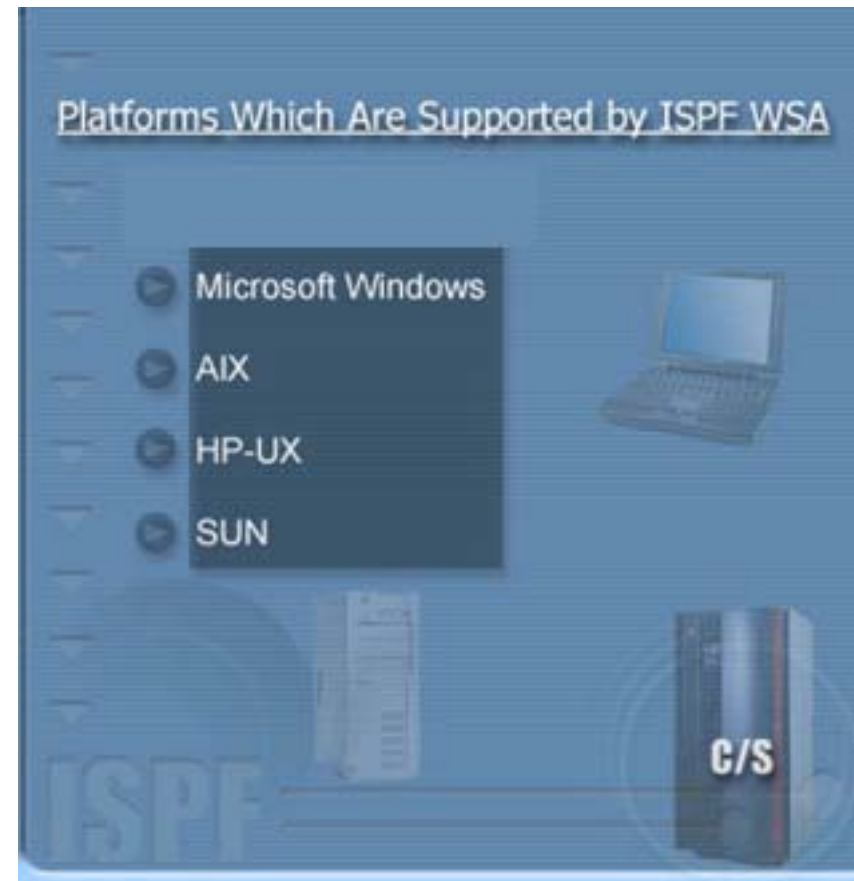 Platforms Which Are Supported by ISPF WSA
Microsoft Windows
AIX
HP-UX
SUN
C/S
ISPF